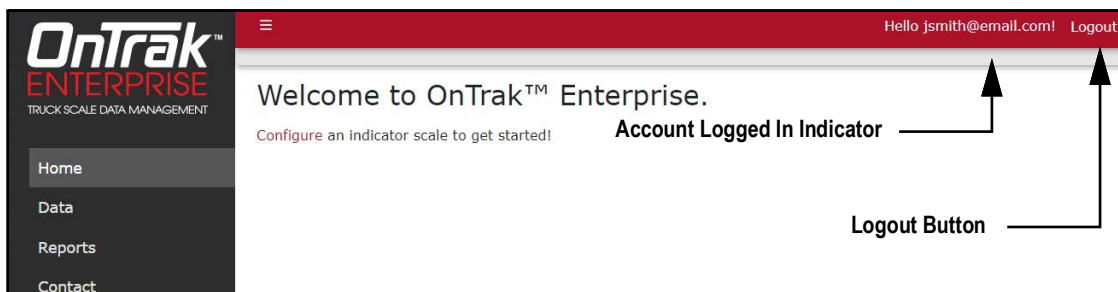 OnTrak™
ENTERPRISE
TRUCK SCALE DATA MANAGEMENT
☰
Hello jsmith@email.com! Logout
Welcome to OnTrak™ Enterprise.
Configure an indicator scale to get started!
Account Logged In Indicator
Logout Button
Home
Data
Reports
Contact